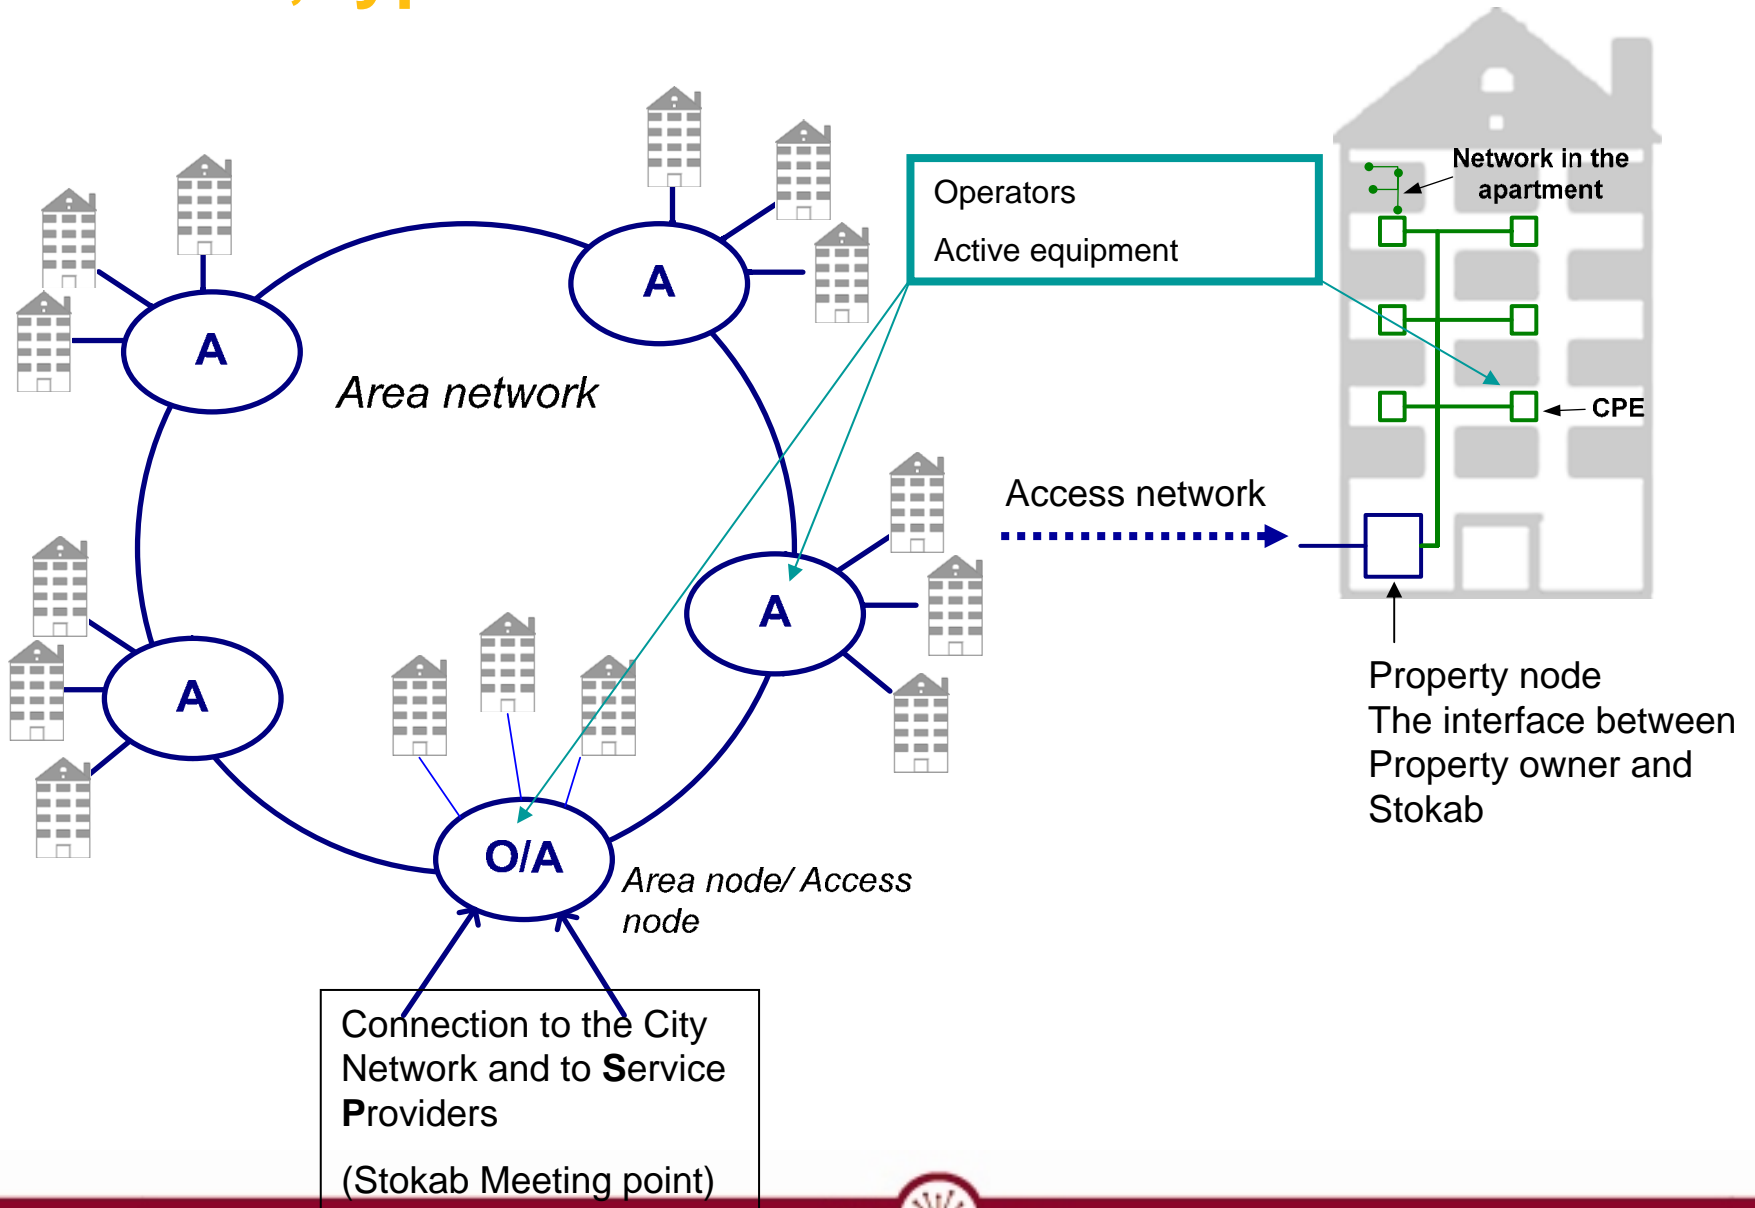 Network in the
apartment
Operators
Active equipment
A
A
Area network
CPE
Access network
A
A
Property node
The interface between
Property owner and
Stokab
O/A
Area node/ Access
node
Connection to the City
Network and to Service
Providers
(Stokab Meeting point)